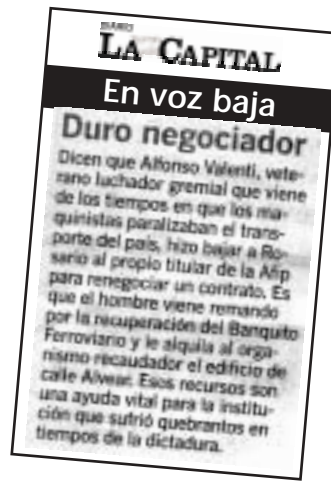 DIARIO
LA CAPITAL
En voz baja
Duro negociador
Dicen que Alfonso Valenti, vete-
rano luchador gremial que viene
de los tiempos en que los ma-
quinistas paralizaban el trans-
porte del país, hizo bajar a Ro-
sario al propio titular de la Afip
para renegociar un contrato. Es
que el hombre viene remando
por la recuperación del Banquito
Ferroviario y le alquila al orga-
nismo recaudador el edificio de
calle Alvear. Esos recursos son
una ayuda vital para la institu-
ción que sufrió quebrantos en
tiempos de la dictadura.